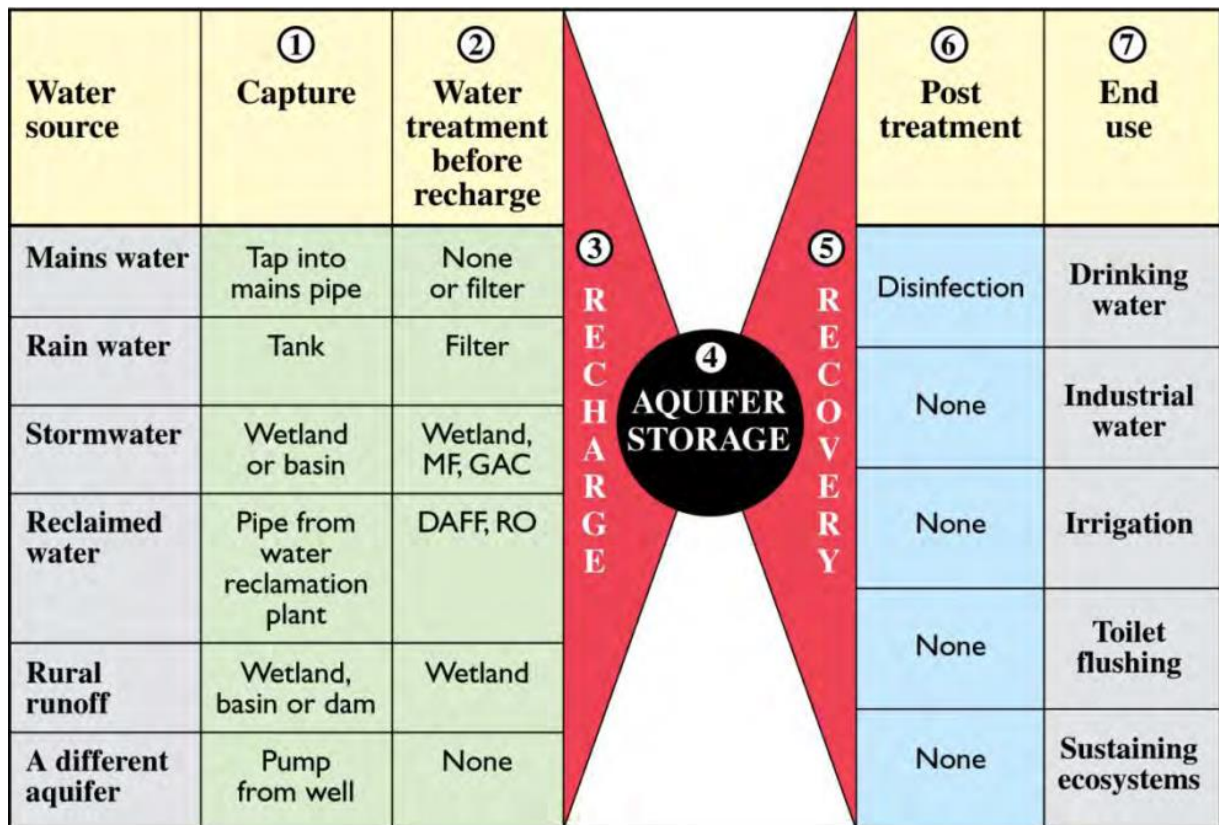 Water
source
①
Capture
②
Water
treatment
before
recharge
⑥
Post
treatment
⑦
End
use
Mains water
Tap into
mains pipe
None
or filter
Rain water
Tank
Filter
Stormwater
Wetland
or basin
Wetland,
MF, GAC
Reclaimed
water
Pipe from
water
reclamation
plant
DAFF, RO
Rural
runoff
Wetland,
basin or dam
Wetland
A different
aquifer
Pump
from well
None
③
RECHARGE
④
AQUIFER
STORAGE
⑤
RECOVERY
Disinfection
Drinking
water
None
Industrial
water
None
Irrigation
None
Toilet
flushing
None
Sustaining
ecosystems